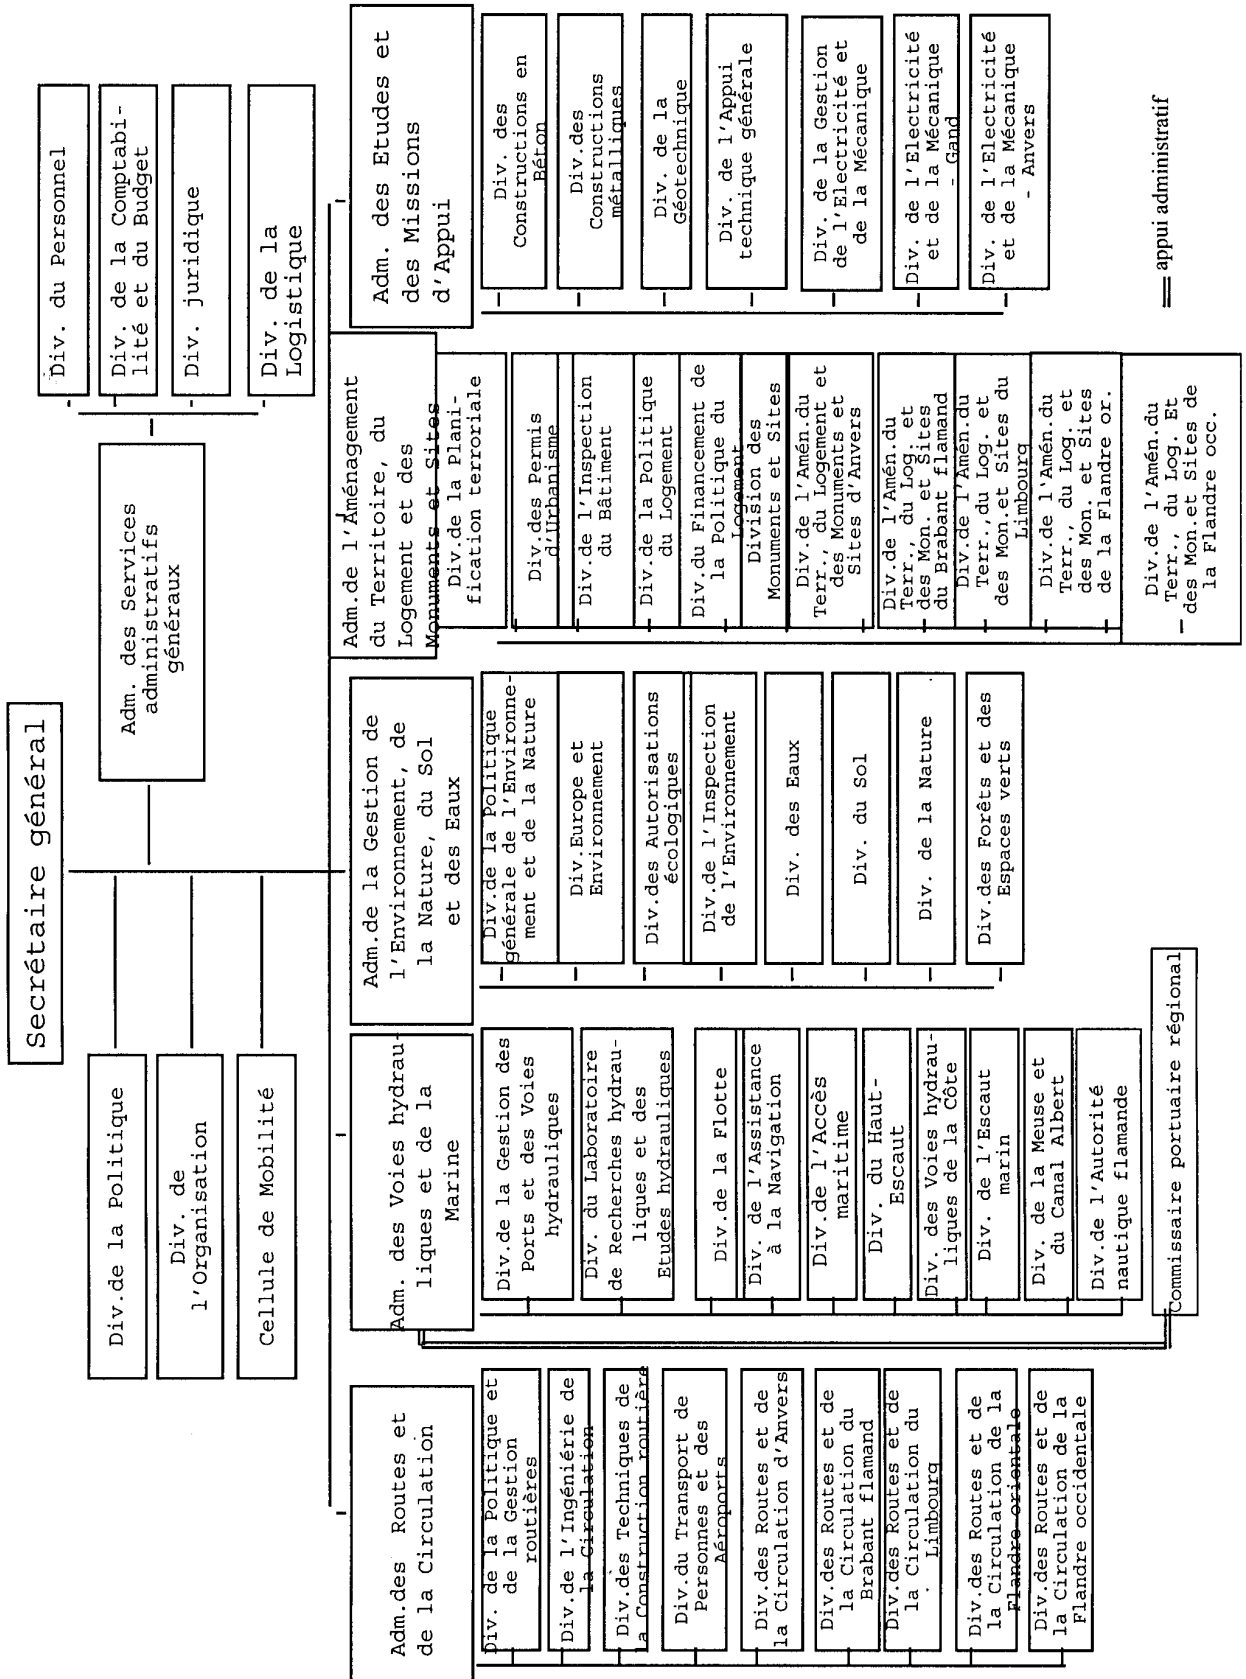 Secrétaire général
Div.de la Politique
Div. de
l'Organisation
Cellule de Mobilité
Adm. des Services
administratifs
généraux
Div. du Personnel
Div. de la Comptabi-
lité et du Budget
Div. juridique
Div. de la
Logistique
Adm.des Routes et
de la Circulation
Div. de la Politique et
de la Gestion
routières
Div.de l'Ingéniérie de
la Circulation
Div.des Techniques de
la Construction routière
Div.du Transport de
Personnes et des
Aéroports
Div.des Routes et de
la Circulation d'Anvers
Div.des Routes et de
la Circulation du
Brabant flamand
Div.des Routes et de
la Circulation du
Limbourg
Div.des Routes et de
la Circulation de la
Flandre orientale
Div.des Routes et de
la Circulation de la
Flandre occidentale
Adm. des Voies hydrau-
liques et de la
Marine
Div.de la Gestion des
Ports et des Voies
hydrauliques
Div. du Laboratoire
de Recherches hydrau-
liques et des
Etudes hydrauliques
Div.de la Flotte
Div. de l'Assistance
à la Navigation
Div.de l'Accès
maritime
Div. du Haut-
Escaut
Div. des Voies hydrau-
liques de la Côte
Div. de l'Escaut
marin
Div. de la Meuse et
du Canal Albert
Div.de l'Autorité
nautique flamande
Commissaire portuaire régional
Adm.de la Gestion de
l'Environnement, de
la Nature, du Sol
et des Eaux
Div.de la Politique
générale de l'Environne-
ment et de la Nature
Div.Europe et
Environnement
Div.des Autorisations
écologiques
Div.de l'Inspection
de l'Environnement
Div. des Eaux
Div. du Sol
Div. de la Nature
Div.des Forêts et des
Espaces verts
Adm.de l'Aménagement
du Territoire, du
Logement et des
Monuments et Sites
Div.de la Plani-
fication terroriale
Div.des Permis
d'Urbanisme
Div.de l'Inspection
du Bâtiment
Div.de la Politique
du Logement
Div.du Financement de
la Politique du
Logement
Division des
Monuments et Sites
Div.de l'Amén.du
Terr., du Logement et
des Monuments et
Sites d'Anvers
Div.de l'Amén.du
Terr., du Log. et
des Mon. et Sites
du Brabant flamand
Div.de l'Amén.du
Terr.,du Log. et
des Mon.et Sites du
Limbourg
Div.de l'Amén.du
Terr., du Log. et
des Mon. et Sites
de la Flandre or.
Div.de l'Amén.du
Terr., du Log. Et
des Mon.et Sites de
la Flandre occ.
Adm. des Etudes et
des Missions
d'Appui
Div. des
Constructions en
Béton
Div.des
Constructions
métalliques
Div. de la
Géotechnique
Div. de l'Appui
technique générale
Div. de la Gestion
de l'Electricité et
de la Mécanique
Div. de l'Electricité
et de la Mécanique
- Gand
Div. de l'Electricité
et de la Mécanique
- Anvers
appui administratif